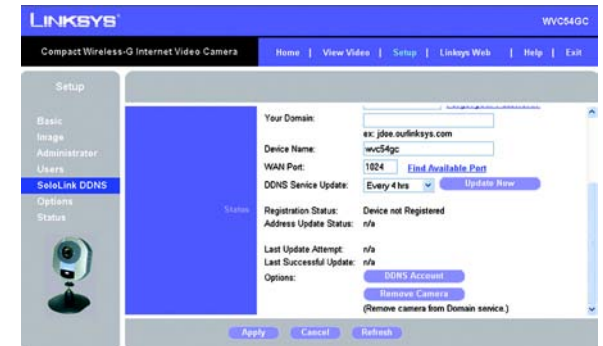 LINKSYS
WVC54GC
Compact Wireless-G Internet Video Camera
Home | View Video | Setup | Linksys Web | Help | Exit
Setup
Basic
Image
Administrator
Users
SoloLink DDNS
Options
Status
Status
Your Domain:
ex: jdoe.ourlinksys.com
Device Name: wvc54gc
WAN Port: 1024 Find Available Port
DDNS Service Update: Every 4 hrs Update Now
Registration Status: Device not Registered
Address Update Status: n/a
Last Update Attempt: n/a
Last Successful Update: n/a
Options: DDNS Account
Remove Camera
(Remove camera from Domain service.)
Apply Cancel Refresh